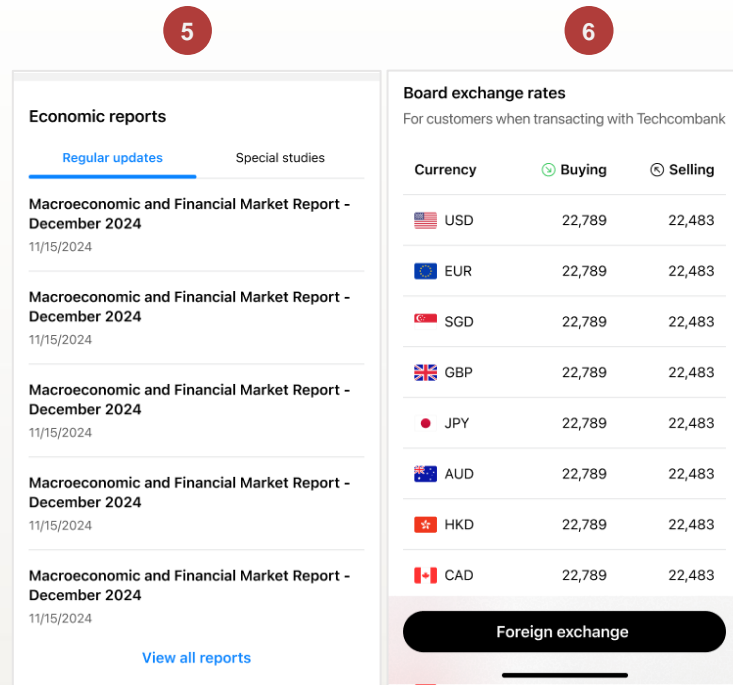 5
6
Economic reports
Regular updates
Special studies
Macroeconomic and Financial Market Report -
December 2024
11/15/2024
Macroeconomic and Financial Market Report -
December 2024
11/15/2024
Macroeconomic and Financial Market Report -
December 2024
11/15/2024
Macroeconomic and Financial Market Report -
December 2024
11/15/2024
Macroeconomic and Financial Market Report -
December 2024
11/15/2024
View all reports
Board exchange rates
For customers when transacting with Techcombank
Currency Buying Selling
USD 22,789 22,483
EUR 22,789 22,483
SGD 22,789 22,483
GBP 22,789 22,483
JPY 22,789 22,483
AUD 22,789 22,483
HKD 22,789 22,483
CAD 22,789 22,483
Foreign exchange